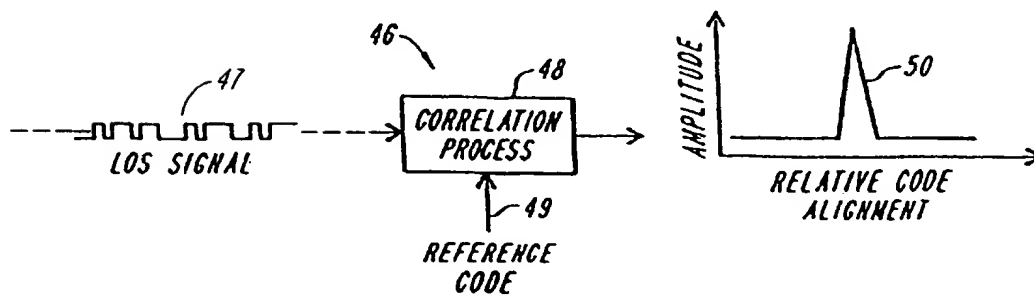 46
47
48
50
LOS SIGNAL
CORRELATION
PROCESS
49
REFERENCE
CODE
AMPLITUDE
RELATIVE CODE
ALIGNMENT